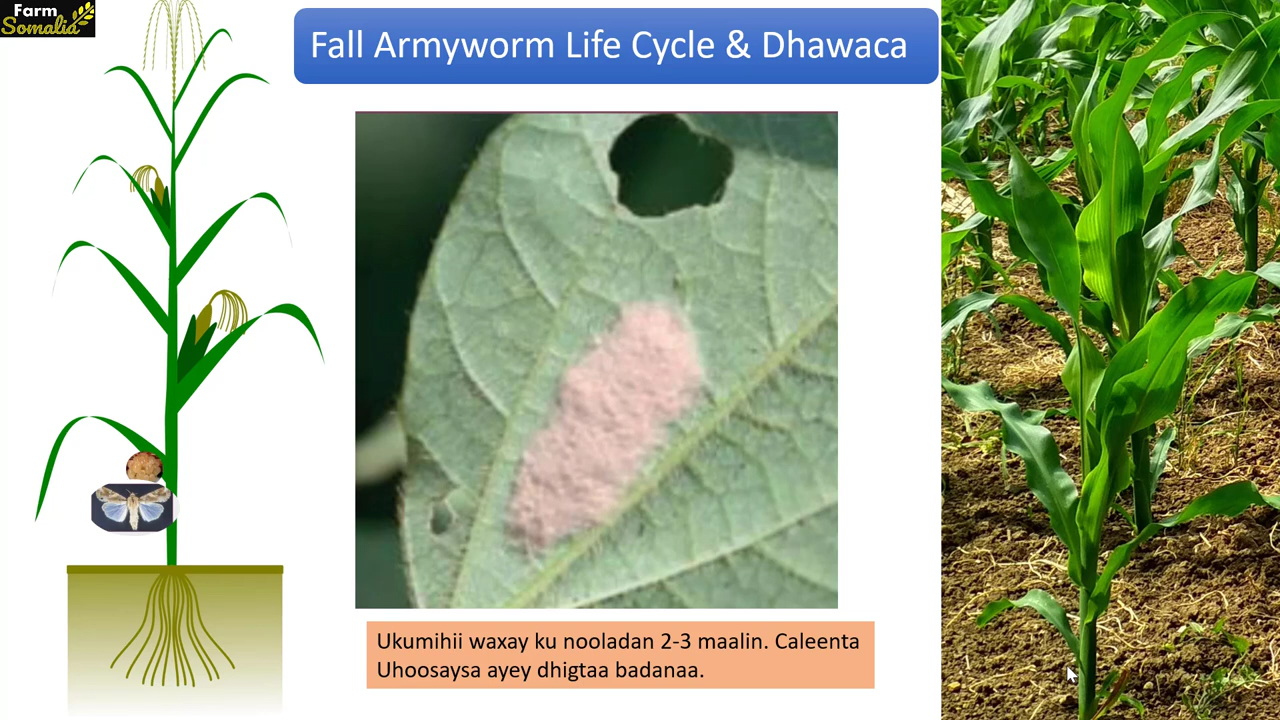 Farm
Somalia
Fall Armyworm Life Cycle & Dhawaca
Ukumihii waxay ku nooladan 2-3 maalin. Caleenta
Uhoosaysa ayey dhigtaa badanaa.